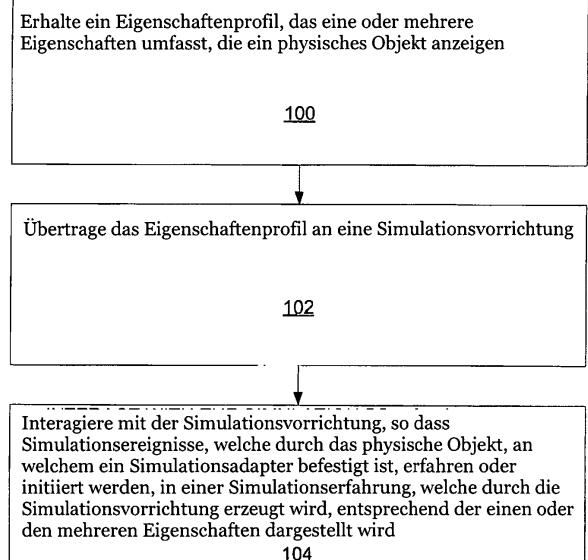 Erhalte ein Eigenschaftenprofil, das eine oder mehrere
Eigenschaften umfasst, die ein physisches Objekt anzeigen
100
Übertrage das Eigenschaftenprofil an eine Simulationsvorrichtung
102
Interagiere mit der Simulationsvorrichtung, so dass
Simulationsereignisse, welche durch das physische Objekt, an
welchem ein Simulationsadapter befestigt ist, erfahren oder
initiiert werden, in einer Simulationserfahrung, welche durch die
Simulationsvorrichtung erzeugt wird, entsprechend der einen oder
den mehreren Eigenschaften dargestellt wird
104